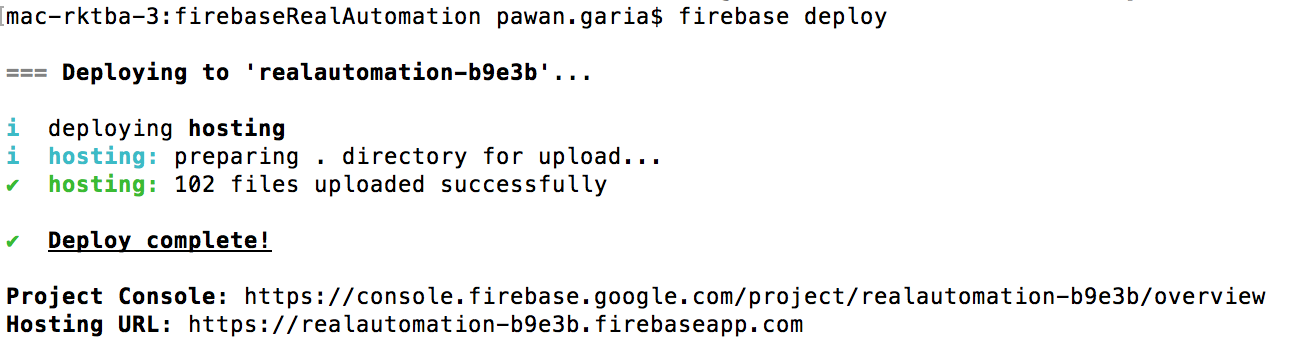 [mac-rktba-3:firebaseRealAutomation pawan.garia$ firebase deploy
=== Deploying to 'realautomation-b9e3b'...
i  deploying hosting
i  hosting: preparing . directory for upload...
✔  hosting: 102 files uploaded successfully
✔  Deploy complete!
Project Console: https://console.firebase.google.com/project/realautomation-b9e3b/overview
Hosting URL: https://realautomation-b9e3b.firebaseapp.com